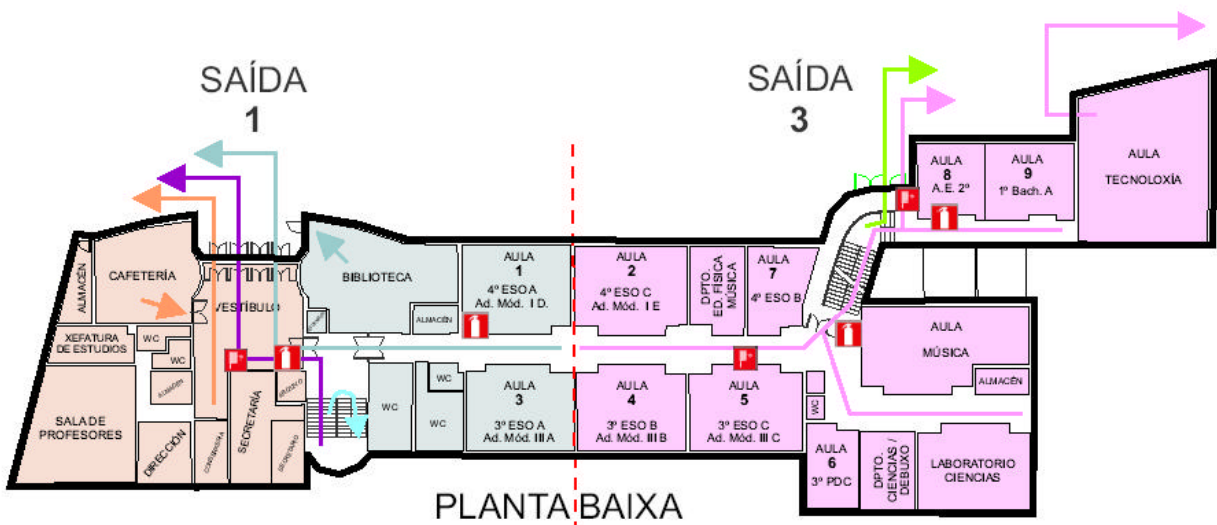 SAÍDA
1
SAÍDA
3
AULA
8
A.E. 2º
AULA
9
1º Bach. A
AULA
TECNOLOXÍA
ALMACÉN
CAFETERÍA
VESTÍBULO
BIBLIOTECA
ALMACÉN
AULA
1
4º ESO A
Ad. Mód. I D.
AULA
2
4º ESO C
Ad. Mód. I E
DPTO.
ED. FÍSICA
MÚSICA
AULA
7
4º ESO B
XEFATURA
DE ESTUDIOS
WC
WC
ALMACÉN
SALA DE
PROFESORES
DIRECCIÓN
CONSERXERÍA
SECRETARÍA
ARQUIVO
SECRETARIO
WC
WC
WC
AULA
3
3º ESO A
Ad. Mód. III A
AULA
4
3º ESO B
Ad. Mód. III B
AULA
5
3º ESO C
Ad. Mód. III C
AULA
MÚSICA
ALMACÉN
WC
AULA
6
3º PDC
DPTO.
CIENCIAS /
DEBUXO
LABORATORIO
CIENCIAS
PLANTA BAIXA